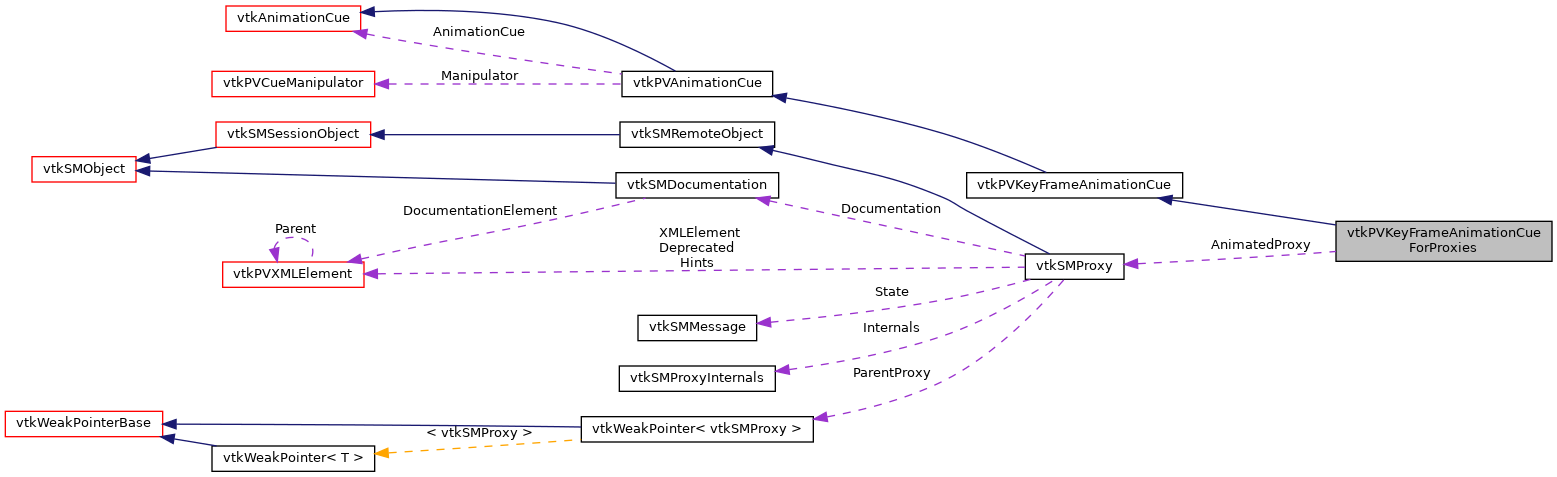 vtkAnimationCue
AnimationCue
vtkPVCueManipulator
Manipulator
vtkPVAnimationCue
vtkSMSessionObject
vtkSMRemoteObject
vtkSMObject
vtkSMDocumentation
vtkPVKeyFrameAnimationCue
DocumentationElement
Documentation
Parent
XMLElement
Deprecated
Hints
vtkPVXMLElement
vtkSMProxy
AnimatedProxy
vtkPVKeyFrameAnimationCue
ForProxies
State
vtkSMMessage
Internals
vtkSMProxyInternals
ParentProxy
vtkWeakPointerBase
< vtkSMProxy >
vtkWeakPointer< vtkSMProxy >
vtkWeakPointer< T >